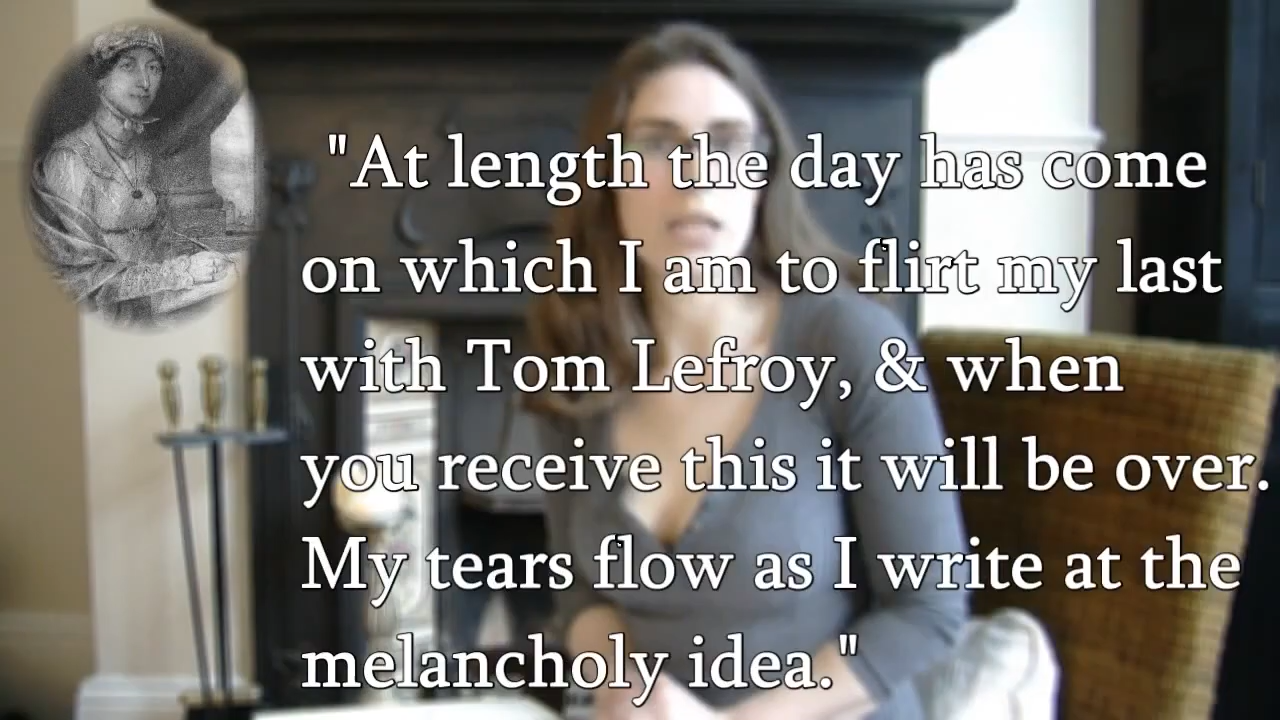 "At length the day has come
on which I am to flirt my last
with Tom Lefroy, & when
you receive this it will be over.
My tears flow as I write at the
melancholy idea."